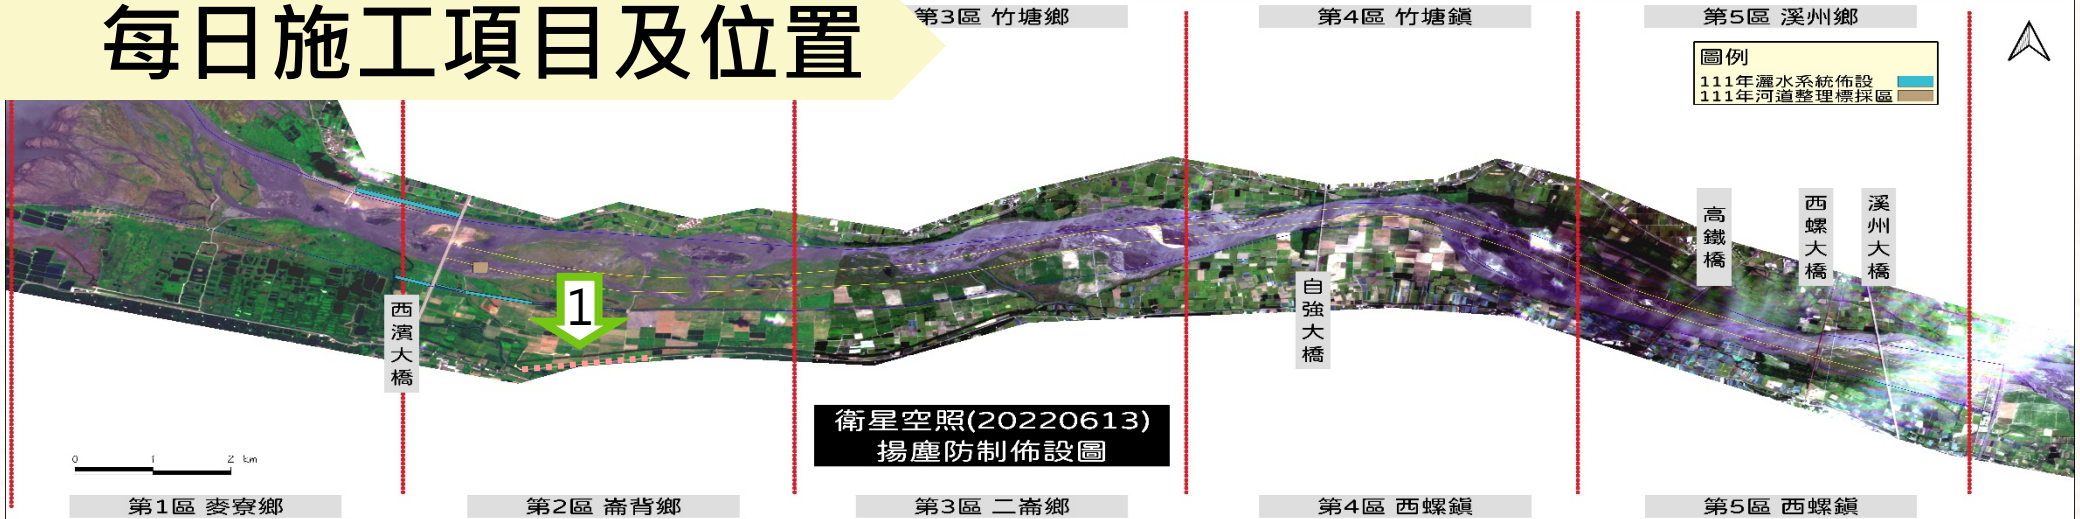 每日施工項目及位置
第3區 竹塘鄉
第4區 竹塘鎮
第5區 溪州鄉
圖例
111年灑水系統佈設
111年河道整理標採區
高鐵橋
西螺大橋
溪州大橋
自強大橋
西濱大橋
1
衛星空照(20220613)
揚塵防制佈設圖
0 1 2 km
第1區 麥寮鄉
第2區 崙背鄉
第3區 二崙鄉
第4區 西螺鎮
第5區 西螺鎮